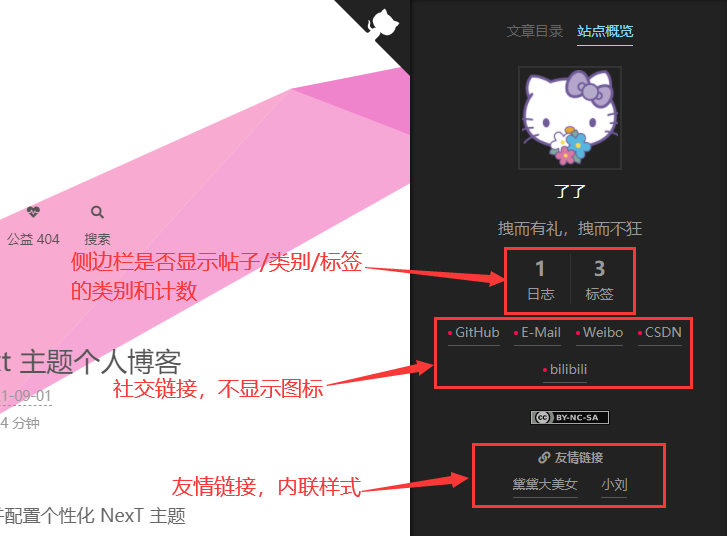 文章目录 站点概览
了了
拽而有礼，拽而不狂
公益 404 搜索
侧边栏是否显示帖子/类别/标签
的类别和计数
1 3
日志 标签
GitHub E-Mail Weibo CSDN
bilibili
xt 主题个人博客
1-09-01
社交链接，不显示图标
4 分钟
cc BY-NC-SA
友情链接
友情链接，内联样式
黛黛大美女 小刘
并配置个性化 NexT 主题